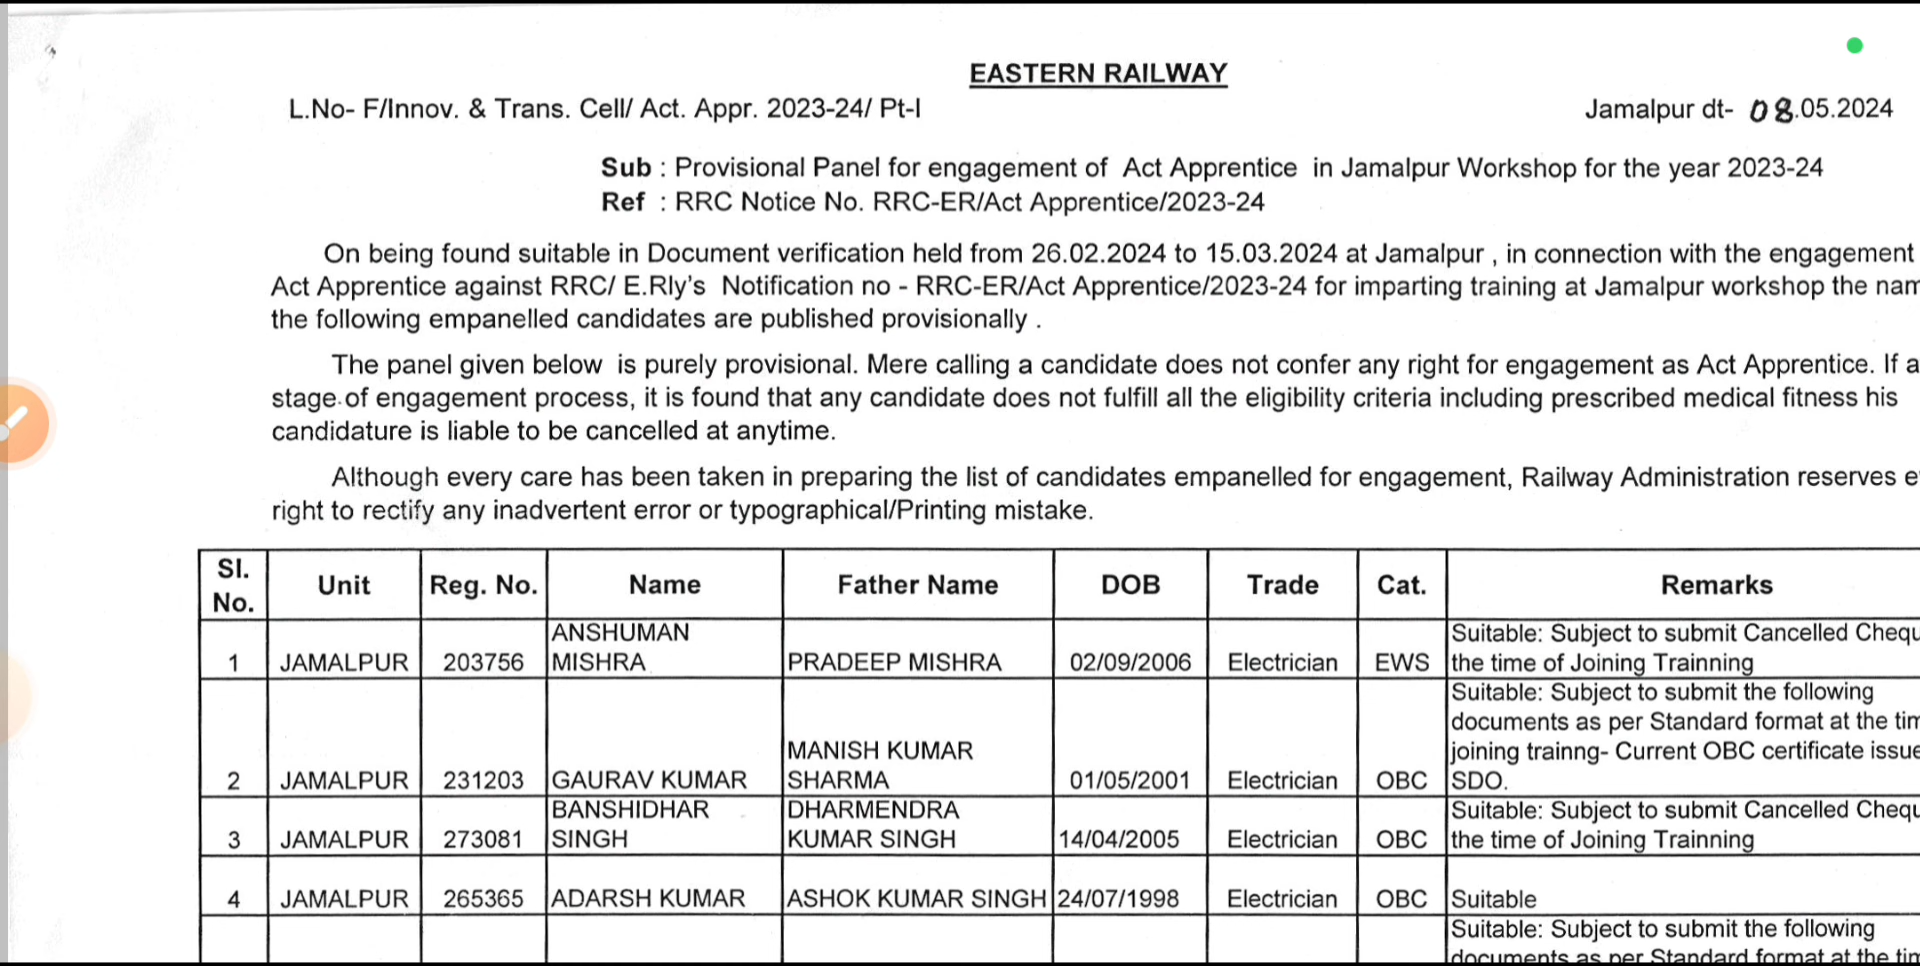 EASTERN RAILWAY
L.No- F/Innov. & Trans. Cell/ Act. Appr. 2023-24/ Pt-I Jamalpur dt- 08.05.2024
Sub : Provisional Panel for engagement of Act Apprentice in Jamalpur Workshop for the year 2023-24
Ref : RRC Notice No. RRC-ER/Act Apprentice/2023-24
On being found suitable in Document verification held from 26.02.2024 to 15.03.2024 at Jamalpur , in connection with the engagement
Act Apprentice against RRC/ E.Rly's Notification no - RRC-ER/Act Apprentice/2023-24 for imparting training at Jamalpur workshop the
the following empanelled candidates are published provisionally .
The panel given below is purely provisional. Mere calling a candidate does not confer any right for engagement as Act Apprentice. If
stage of engagement process, it is found that any candidate does not fulfill all the eligibility criteria including prescribed medical fitness his
candidature is liable to be cancelled at anytime.
Although every care has been taken in preparing the list of candidates empanelled for engagement, Railway Administration reserves
right to rectify any inadvertent error or typographical/Printing mistake.
Sl. No. Unit Reg. No. Name Father Name DOB Trade Cat. Remarks
1 JAMALPUR 203756 ANSHUMAN MISHRA PRADEEP MISHRA 02/09/2006 Electrician EWS Suitable: Subject to submit Cancelled
the time of Joining Trainning
2 JAMALPUR 231203 GAURAV KUMAR MANISH KUMAR SHARMA 01/05/2001 Electrician OBC Suitable: Subject to submit the following
documents as per Standard format at the
joining trainng- Current OBC certificate
SDO.
3 JAMALPUR 273081 BANSHIDHAR SINGH DHARMENDRA KUMAR SINGH 14/04/2005 Electrician OBC Suitable: Subject to submit Cancelled
the time of Joining Trainning
4 JAMALPUR 265365 ADARSH KUMAR ASHOK KUMAR SINGH 24/07/1998 Electrician OBC Suitable
Suitable: Subject to submit the following
documents as per Standard format at the